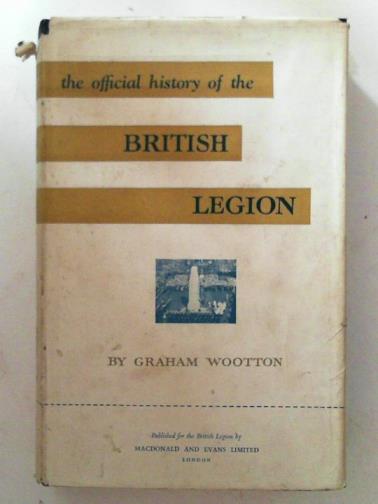 the official history of the
BRITISH
LEGION
BY GRAHAM WOOTTON
Published for the British Legion by
MACDONALD AND EVANS LIMITED
LONDON